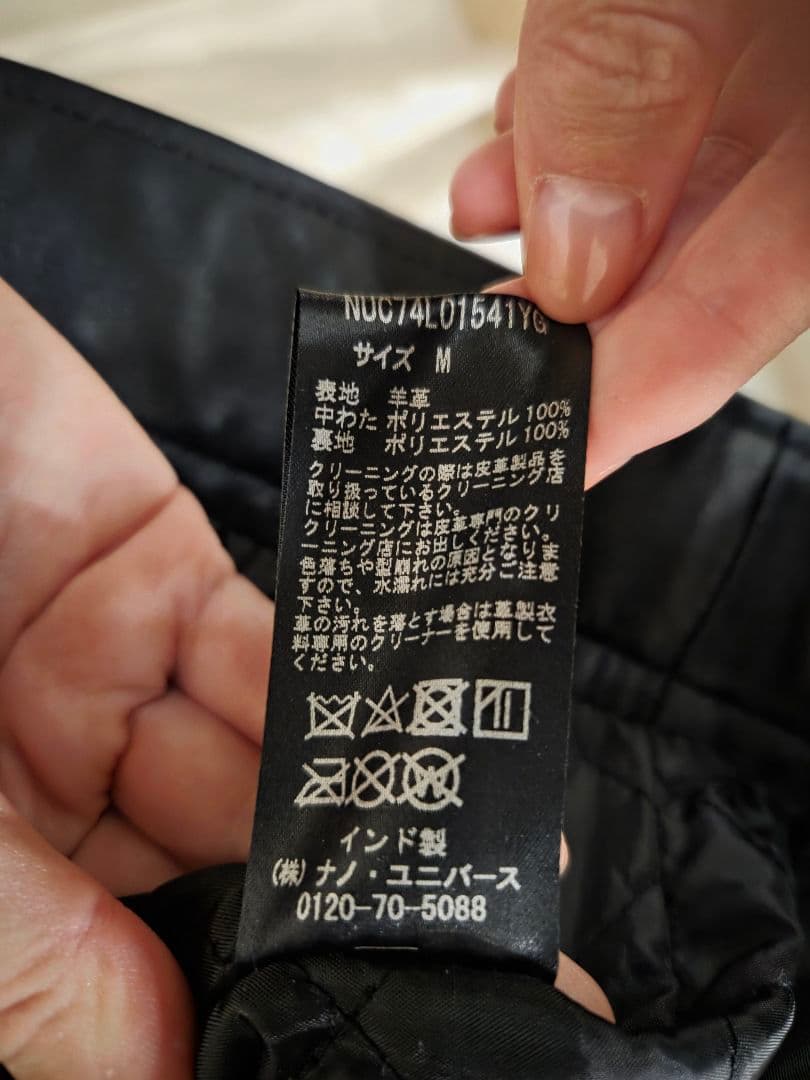 NUC74L01541YG
サイズ M
表地 羊革
中わた ポリエステル 100%
裏地 ポリエステル 100%
クリーニングの際は皮革製品を
取り扱っているクリーニング店
に相談して下さい。
クリーニングは皮革専門のクリ
ーニング店にお出しください。
色落ちや型崩れの原因となりま
すので、水濡れには充分ご注意
下さい。
革の汚れを落とす場合は革製衣
料専用のクリーナーを使用して
ください。
インド製
(株)ナノ・ユニバース
0120-70-5088